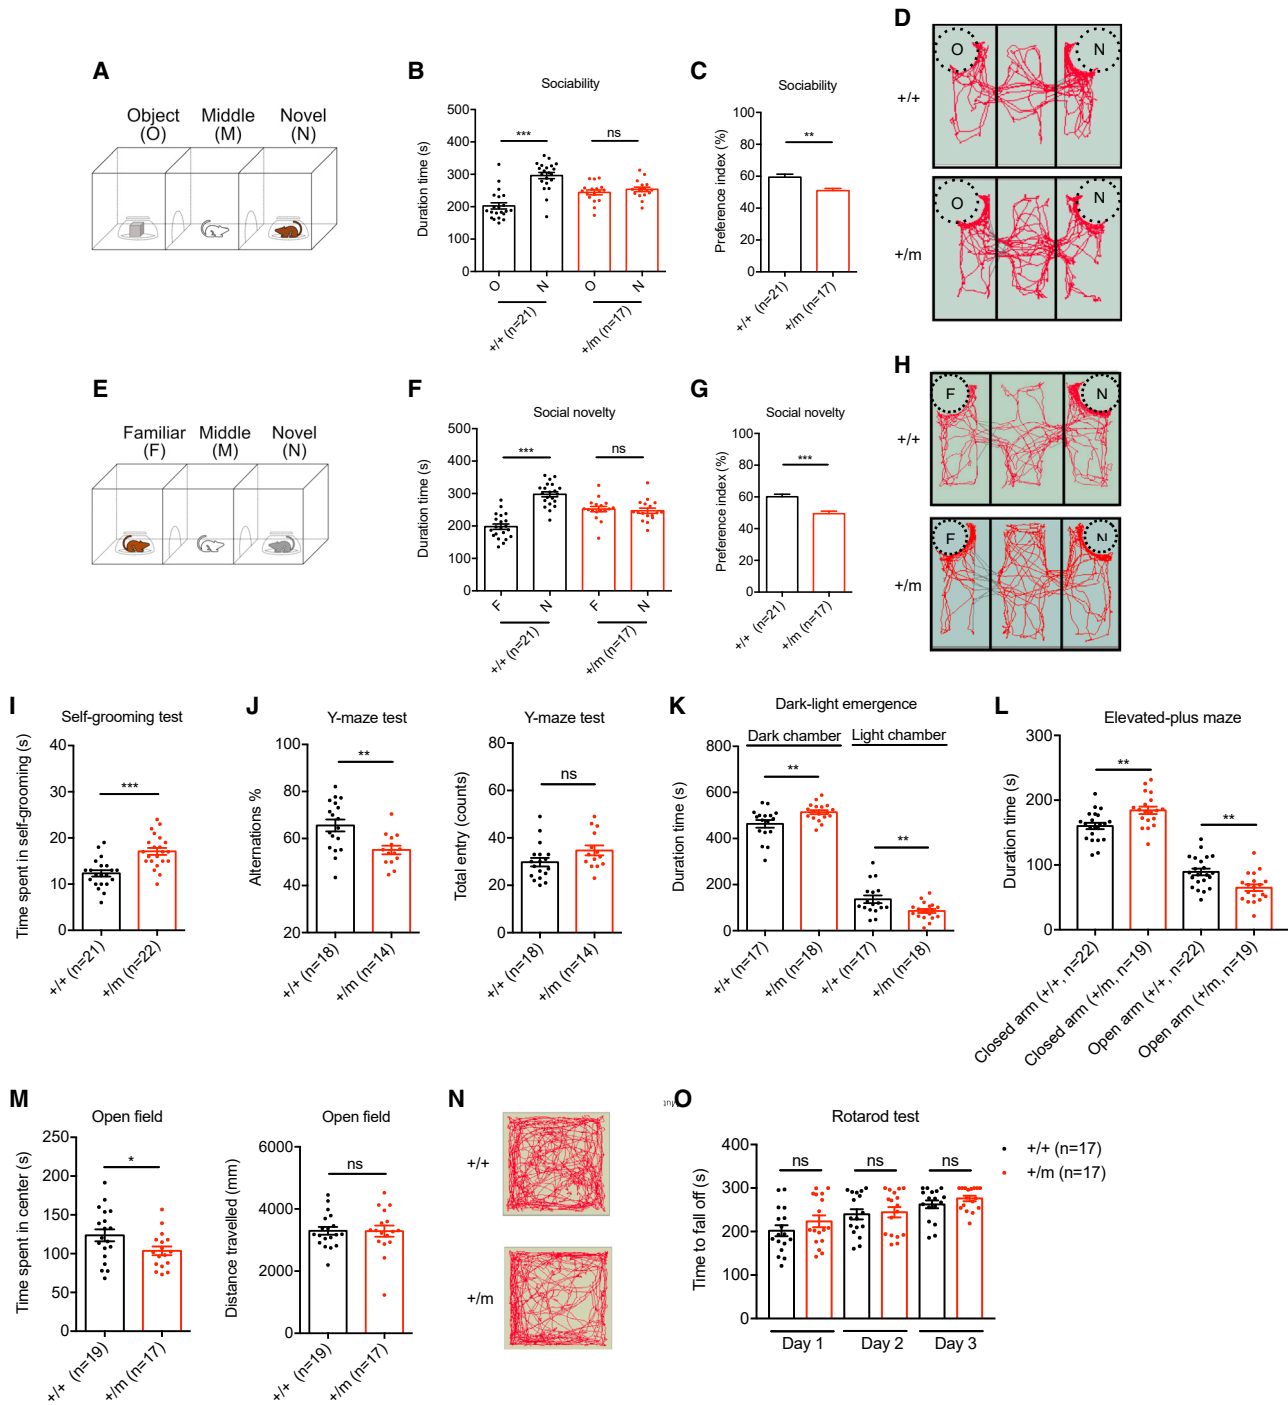 A
Object
(O)
Middle
(M)
Novel
(N)
B
Sociability
Duration time (s)
500
400
300
200
100
0
***
ns
O
N
O
N
+/+ (n=21)
+/m (n=17)
C
Sociability
Preference index (%)
100
80
60
40
20
0
**
+/+ (n=21)
+/m (n=17)
D
+/+
O
N
+/m
O
N
E
Familiar
(F)
Middle
(M)
Novel
(N)
F
Social novelty
Duration time (s)
500
400
300
200
100
0
***
ns
F
N
F
N
+/+ (n=21)
+/m (n=17)
G
Social novelty
Preference index (%)
100
80
60
40
20
0
***
+/+ (n=21)
+/m (n=17)
H
+/+
F
N
+/m
F
N
I
Self-grooming test
Time spent in self-grooming (s)
40
30
20
10
0
***
+/+ (n=21)
+/m (n=22)
J
Y-maze test
Alternations %
100
80
60
40
20
**
+/+ (n=18)
+/m (n=14)
Y-maze test
Total entry (counts)
80
60
40
20
0
ns
+/+ (n=18)
+/m (n=14)
K
Dark-light emergence
Dark chamber
Light chamber
Duration time (s)
800
600
400
200
0
**
**
+/+ (n=17)
+/m (n=18)
+/+ (n=17)
+/m (n=18)
L
Elevated-plus maze
Duration time (s)
300
200
100
0
**
**
Closed arm (+/+, n=22)
Closed arm (+/m, n=19)
Open arm (+/+, n=22)
Open arm (+/m, n=19)
M
Open field
Time spent in center (s)
250
200
150
100
50
0
*
+/+ (n=19)
+/m (n=17)
Open field
Distance travelled (mm)
6000
4000
2000
0
ns
+/+ (n=19)
+/m (n=17)
N
+/+
+/m
O
Rotarod test
Time to fall off (s)
400
300
200
100
0
ns
ns
ns
Day 1
Day 2
Day 3
+/+ (n=17)
+/m (n=17)